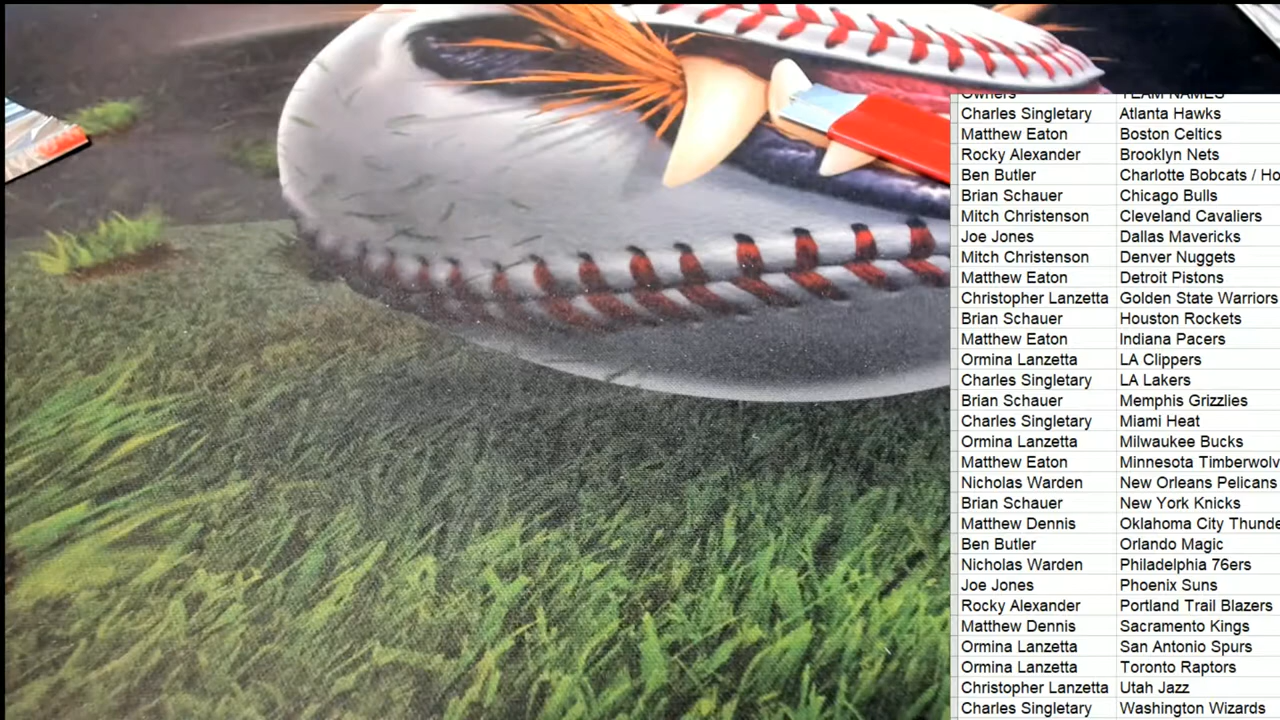 Owners TEAM NAMES
Charles Singletary Atlanta Hawks
Matthew Eaton Boston Celtics
Rocky Alexander Brooklyn Nets
Ben Butler Charlotte Bobcats / Ho
Brian Schauer Chicago Bulls
Mitch Christenson Cleveland Cavaliers
Joe Jones Dallas Mavericks
Mitch Christenson Denver Nuggets
Matthew Eaton Detroit Pistons
Christopher Lanzetta Golden State Warriors
Brian Schauer Houston Rockets
Matthew Eaton Indiana Pacers
Ormina Lanzetta LA Clippers
Charles Singletary LA Lakers
Brian Schauer Memphis Grizzlies
Charles Singletary Miami Heat
Ormina Lanzetta Milwaukee Bucks
Matthew Eaton Minnesota Timberwolv
Nicholas Warden New Orleans Pelicans
Brian Schauer New York Knicks
Matthew Dennis Oklahoma City Thunde
Ben Butler Orlando Magic
Nicholas Warden Philadelphia 76ers
Joe Jones Phoenix Suns
Rocky Alexander Portland Trail Blazers
Matthew Dennis Sacramento Kings
Ormina Lanzetta San Antonio Spurs
Ormina Lanzetta Toronto Raptors
Christopher Lanzetta Utah Jazz
Charles Singletary Washington Wizards